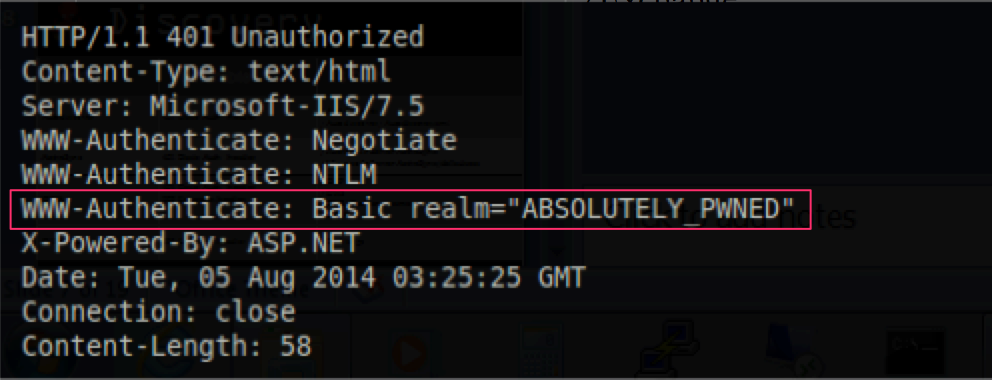 HTTP/1.1 401 Unauthorized
Content-Type: text/html
Server: Microsoft-IIS/7.5
WWW-Authenticate: Negotiate
WWW-Authenticate: NTLM
WWW-Authenticate: Basic realm="ABSOLUTELY_PWNED"
X-Powered-By: ASP.NET
Date: Tue, 05 Aug 2014 03:25:25 GMT
Connection: close
Content-Length: 58